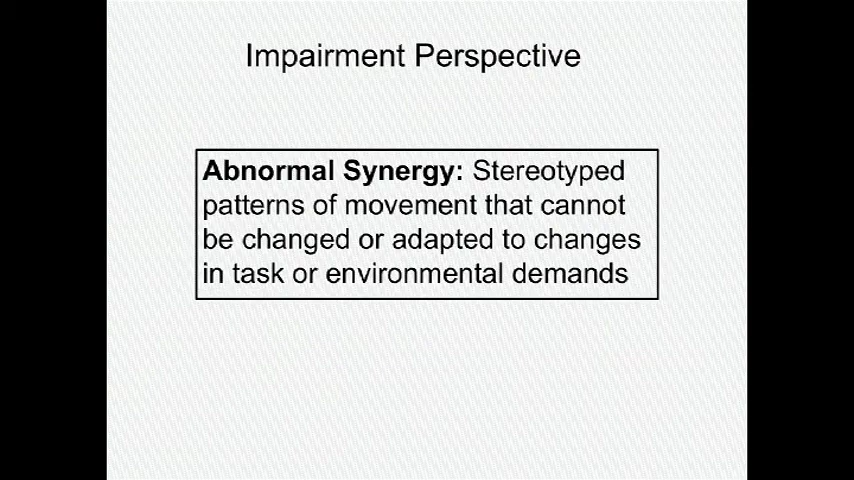 Impairment Perspective
Abnormal Synergy: Stereotyped
patterns of movement that cannot
be changed or adapted to changes
in task or environmental demands